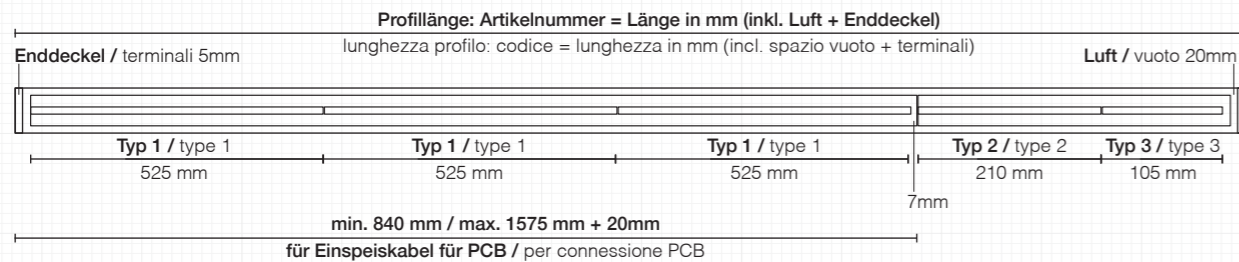 Profillänge: Artikelnummer = Länge in mm (inkl. Luft + Enddeckel)
lunghezza profilo: codice = lunghezza in mm (incl. spazio vuoto + terminali)
Enddeckel / terminali 5mm
Luft / vuoto 20mm
Typ 1 / type 1
Typ 1 / type 1
Typ 1 / type 1
Typ 2 / type 2
Typ 3 / type 3
525 mm
525 mm
525 mm
210 mm
105 mm
7mm
min. 840 mm / max. 1575 mm + 20mm
für Einspeiskabel für PCB / per connessione PCB